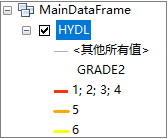 MainDataFrame
HYDL
<其他所有值>
GRADE2
1; 2; 3; 4
5
6